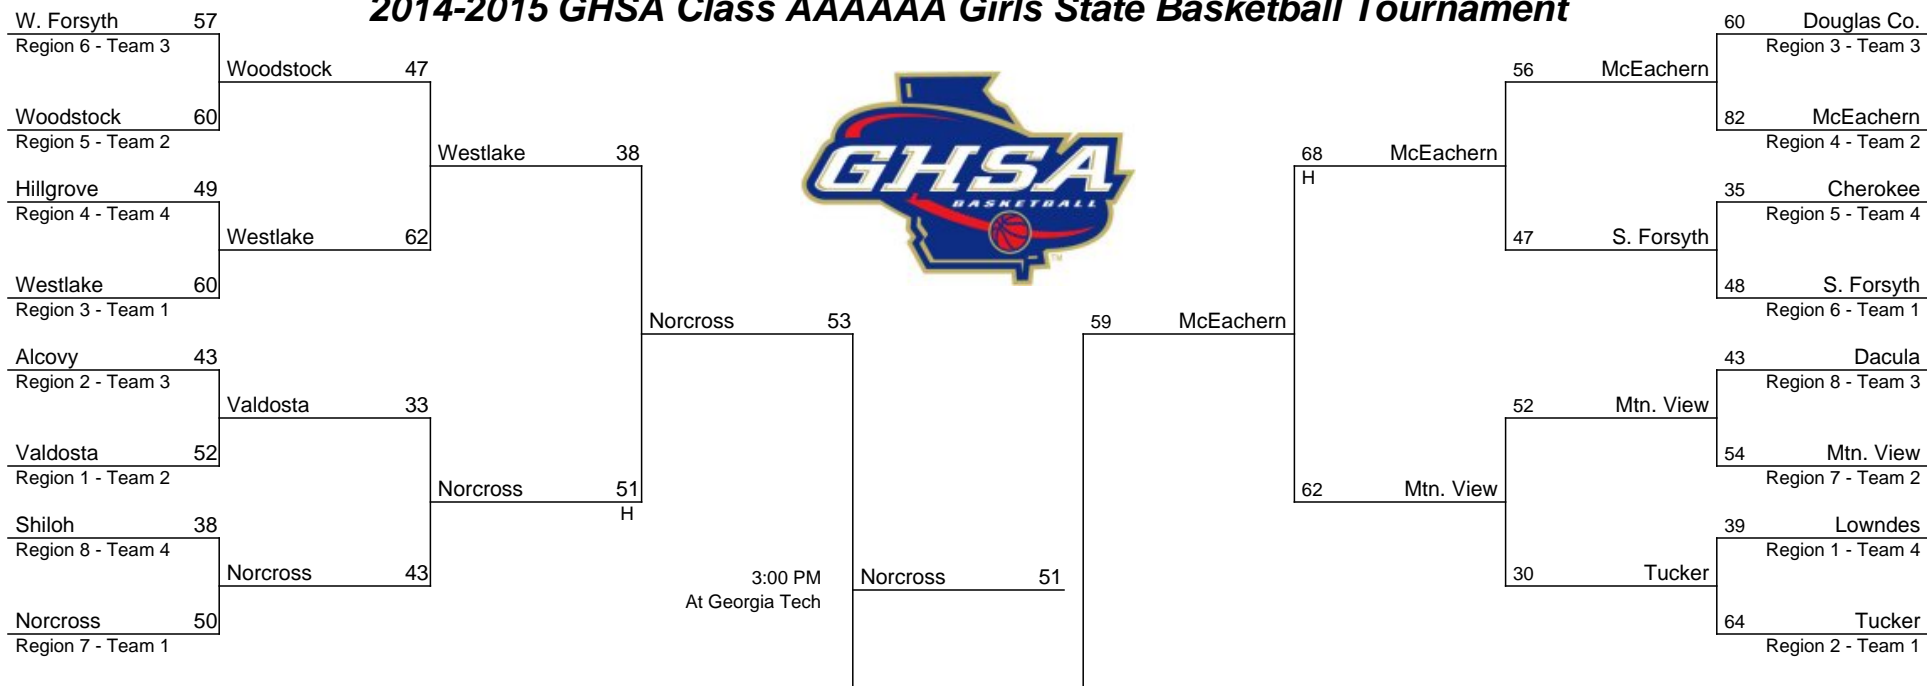 2014-2015 GHSA Class AAAAAA Girls State Basketball Tournament
W. Forsyth 57
Region 6 - Team 3
Woodstock 47
Woodstock 60
Region 5 - Team 2
Westlake 38
Hillgrove 49
Region 4 - Team 4
Westlake 62
Westlake 60
Region 3 - Team 1
Norcross 53
Alcovy 43
Region 2 - Team 3
Valdosta 33
Valdosta 52
Region 1 - Team 2
Norcross 51
H
Shiloh 38
Region 8 - Team 4
Norcross 43
Norcross 50
Region 7 - Team 1
3:00 PM
At Georgia Tech
Norcross 51
GHSA
BASKETBALL
TM
60 Douglas Co.
Region 3 - Team 3
56 McEachern
82 McEachern
Region 4 - Team 2
68 McEachern
H
35 Cherokee
Region 5 - Team 4
47 S. Forsyth
48 S. Forsyth
Region 6 - Team 1
59 McEachern
43 Dacula
Region 8 - Team 3
52 Mtn. View
54 Mtn. View
Region 7 - Team 2
62 Mtn. View
39 Lowndes
Region 1 - Team 4
30 Tucker
64 Tucker
Region 2 - Team 1